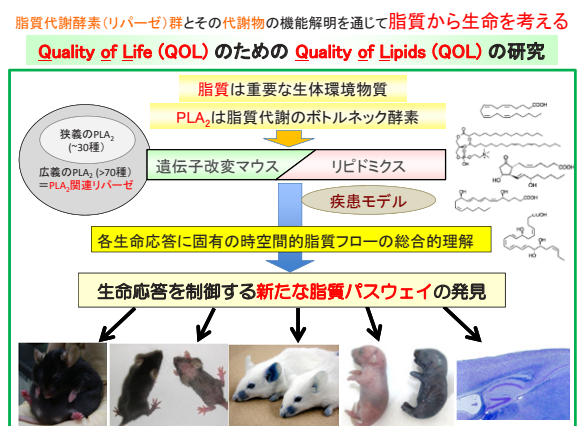 脂質代謝酵素（リパーゼ）群とその代謝物の機能解明を通じて脂質から生命を考える
Quality of Life (QOL) のための Quality of Lipids (QOL) の研究
脂質は重要な生体環境物質
PLA₂は脂質代謝のボトルネック酵素
狭義のPLA₂
(~30種）
広義のPLA₂ (>70種）
＝PLA₂関連リパーゼ
遺伝子改変マウス
リピドミクス
疾患モデル
各生命応答に固有の時空間的脂質フローの総合的理解
生命応答を制御する新たな脂質パスウェイの発見